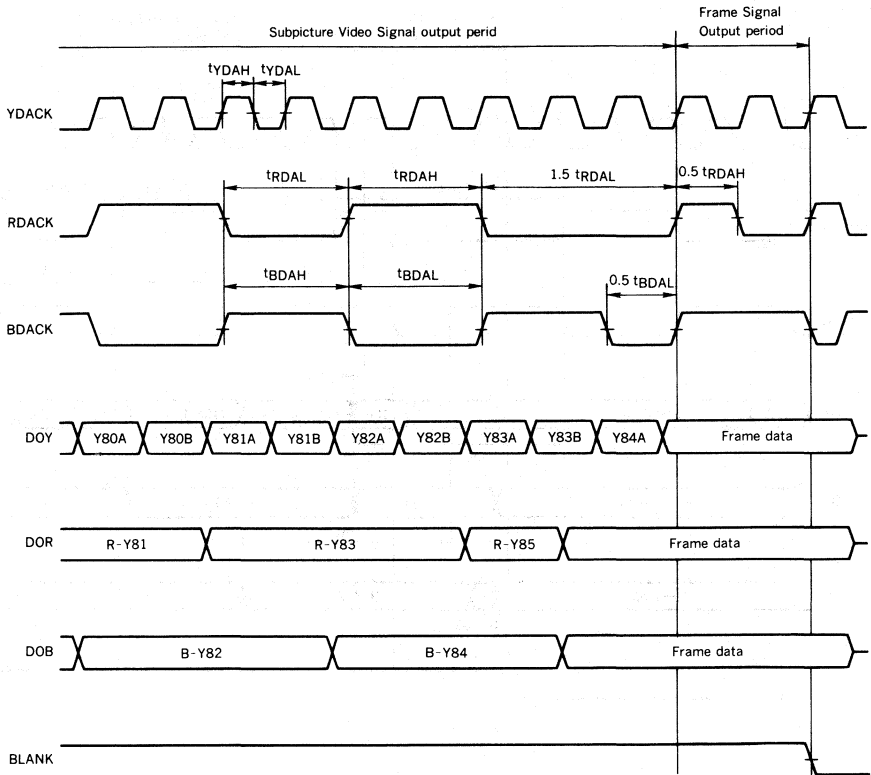 Subpicture Video Signal output perid
Frame Signal
Output period
tYDAH
tYDAL
YDACK
tRDAL
tRDAH
1.5 tRDAL
0.5 tRDAH
RDACK
tBDAH
tBDAL
0.5 tBDAL
BDACK
DOY
Y80A
Y80B
Y81A
Y81B
Y82A
Y82B
Y83A
Y83B
Y84A
Frame data
DOR
R-Y81
R-Y83
R-Y85
Frame data
DOB
B-Y82
B-Y84
Frame data
BLANK